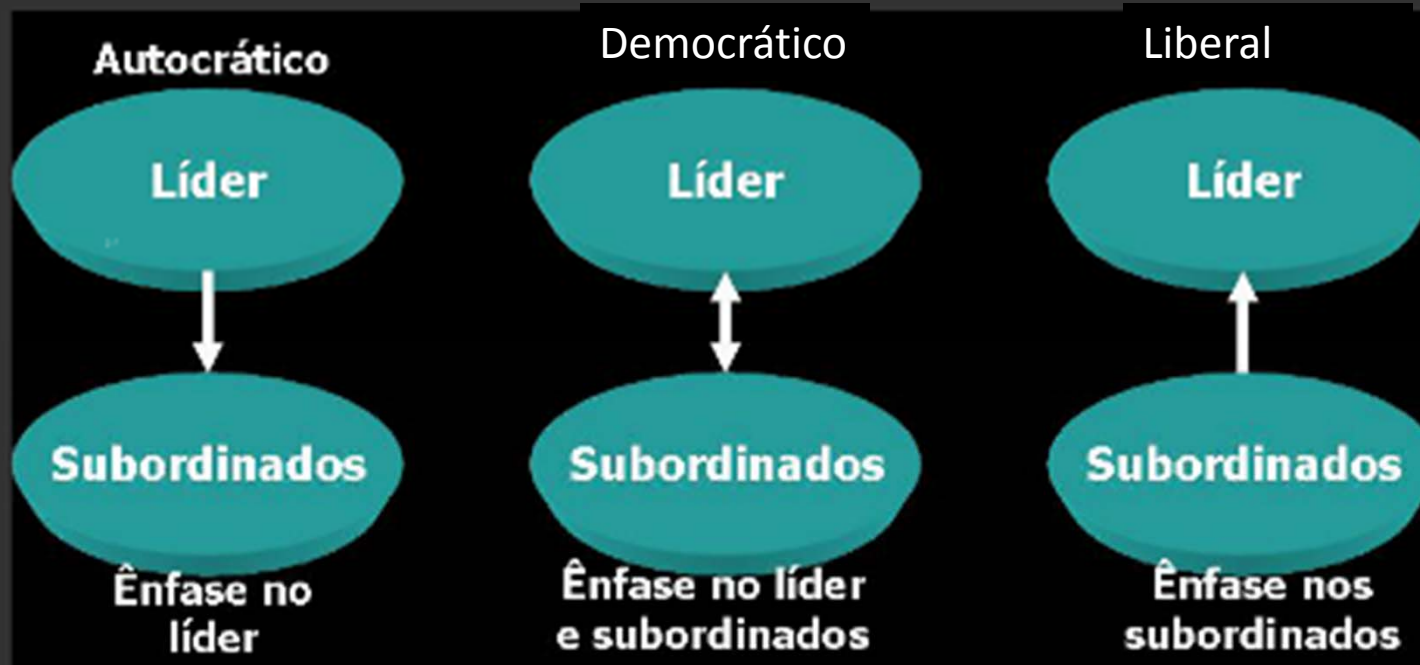 Autocrático
Líder
Subordinados
Ênfase no
líder
Democrático
Líder
Subordinados
Ênfase no líder
e subordinados
Liberal
Líder
Subordinados
Ênfase nos
subordinados